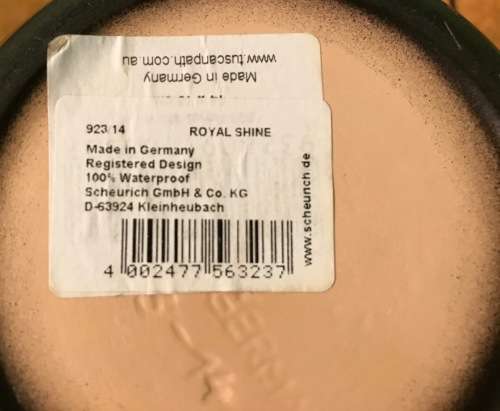 www.tuscanpath.com.au
Made in Germany
923/14 ROYAL SHINE
Made in Germany
Registered Design
100% Waterproof
Scheurich GmbH & Co. KG
D-63924 Kleinheubach
4 002477 563237
www.scheurich.de